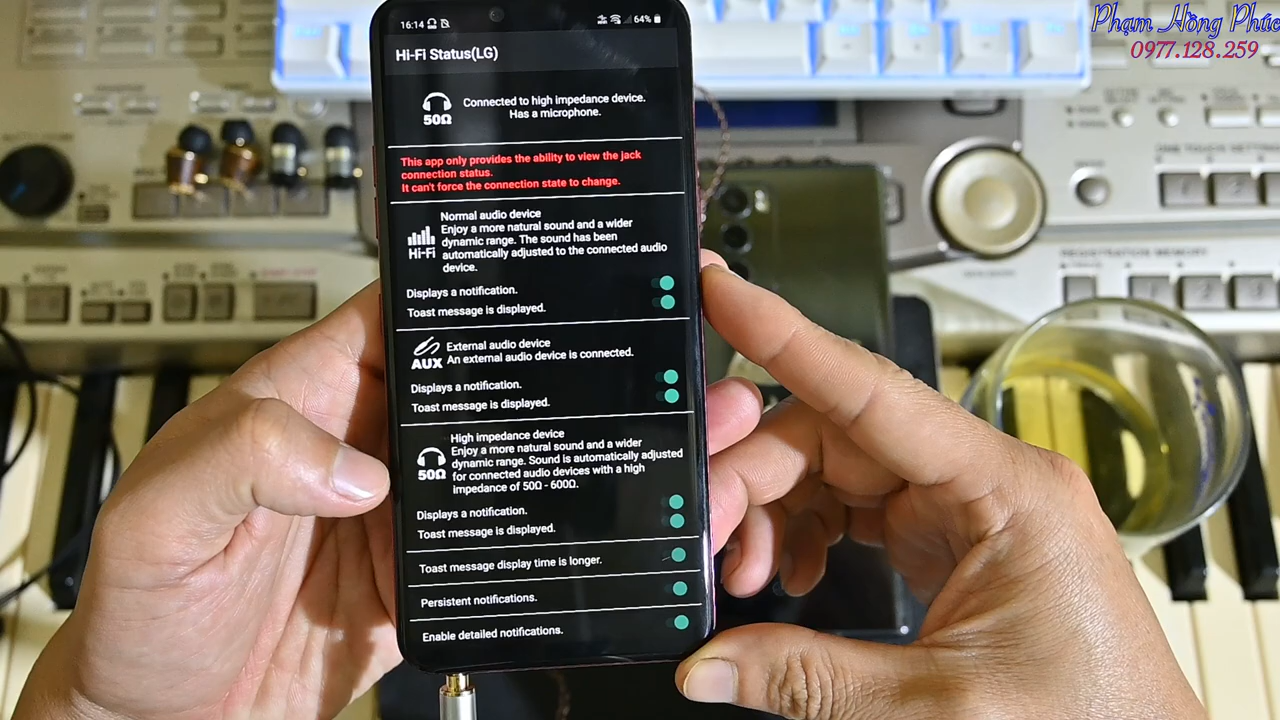 Phạm Hồng Phúc
0977.128.259
16:14
64%
Hi-Fi Status(LG)
50Ω
Connected to high impedance device.
Has a microphone.
This app only provides the ability to view the jack
connection status.
It can't force the connection state to change.
Hi-Fi
Normal audio device
Enjoy a more natural sound and a wider
dynamic range. The sound has been
automatically adjusted to the connected audio
device.
Displays a notification.
Toast message is displayed.
AUX
External audio device
An external audio device is connected.
Displays a notification.
Toast message is displayed.
50Ω
High impedance device
Enjoy a more natural sound and a wider
dynamic range. Sound is automatically adjusted
for connected audio devices with a high
impedance of 50Ω - 600Ω.
Displays a notification.
Toast message is displayed.
Toast message display time is longer.
Persistent notifications.
Enable detailed notifications.
REGISTRATION MEMORY